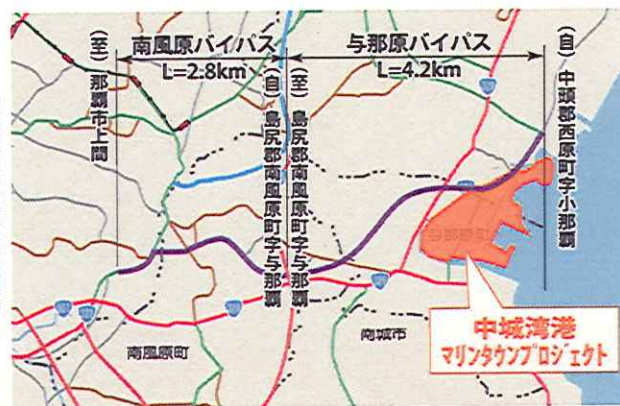 南風原バイパス
L=2.8km
与那原バイパス
L=4.2km
(至)那覇市上間
(自)島尻郡南風原町字与那覇
(至)島尻郡南風原町字与那覇
(自)中頭郡西原町字小那覇
与那原町
南風原町
南城市
中城湾港
マリンタウンプロジェクト